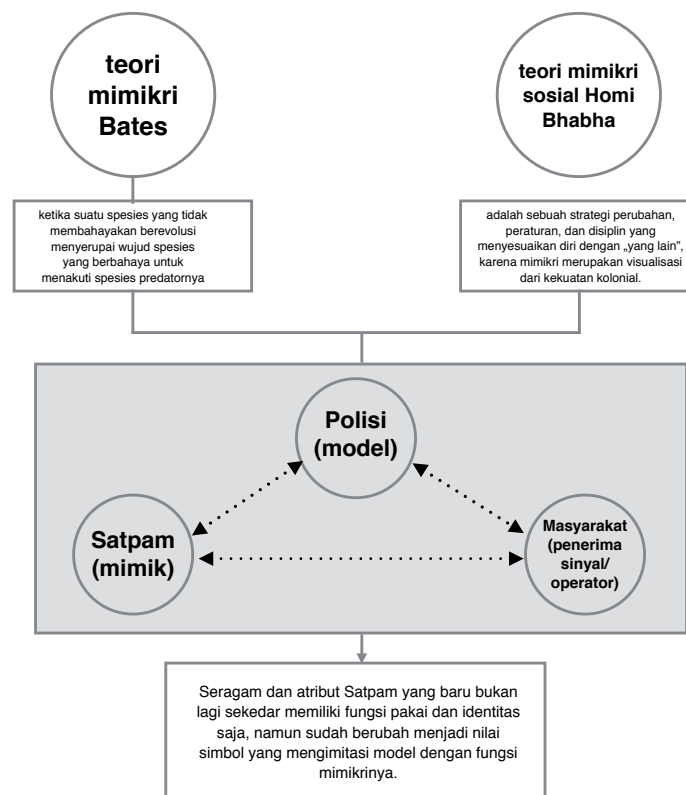 teori
mimikri
Bates
teori mimikri
sosial Homi
Bhabha
ketika suatu spesies yang tidak
membahayakan berevolusi
menyerupai wujud spesies
yang berbahaya untuk
menakuti spesies predatornya
adalah sebuah strategi perubahan,
peraturan, dan disiplin yang
menyesuaikan diri dengan „yang lain”,
karena mimikri merupakan visualisasi
dari kekuatan kolonial.
Polisi
(model)
Satpam
(mimik)
Masyarakat
(penerima
sinyal/
operator)
Seragam dan atribut Satpam yang baru bukan
lagi sekedar memiliki fungsi pakai dan identitas
saja, namun sudah berubah menjadi nilai
simbol yang mengimitasi model dengan fungsi
mimikrinya.